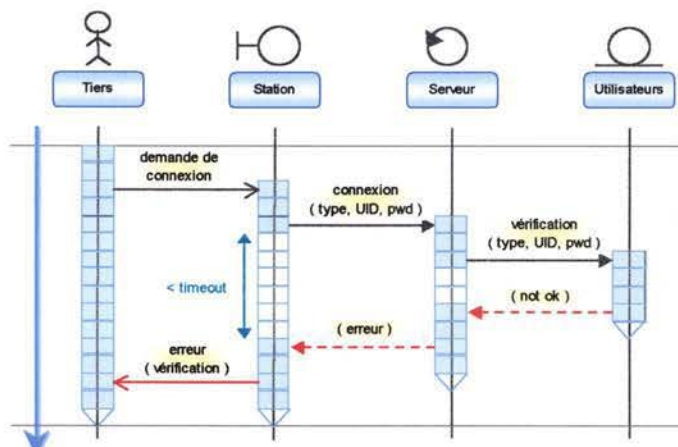 Tiers
Station
Serveur
Utilisateurs
demande de
connexion
connexion
( type, UID, pwd )
vérification
( type, UID, pwd )
< timeout
( not ok )
( erreur )
erreur
( vérification )